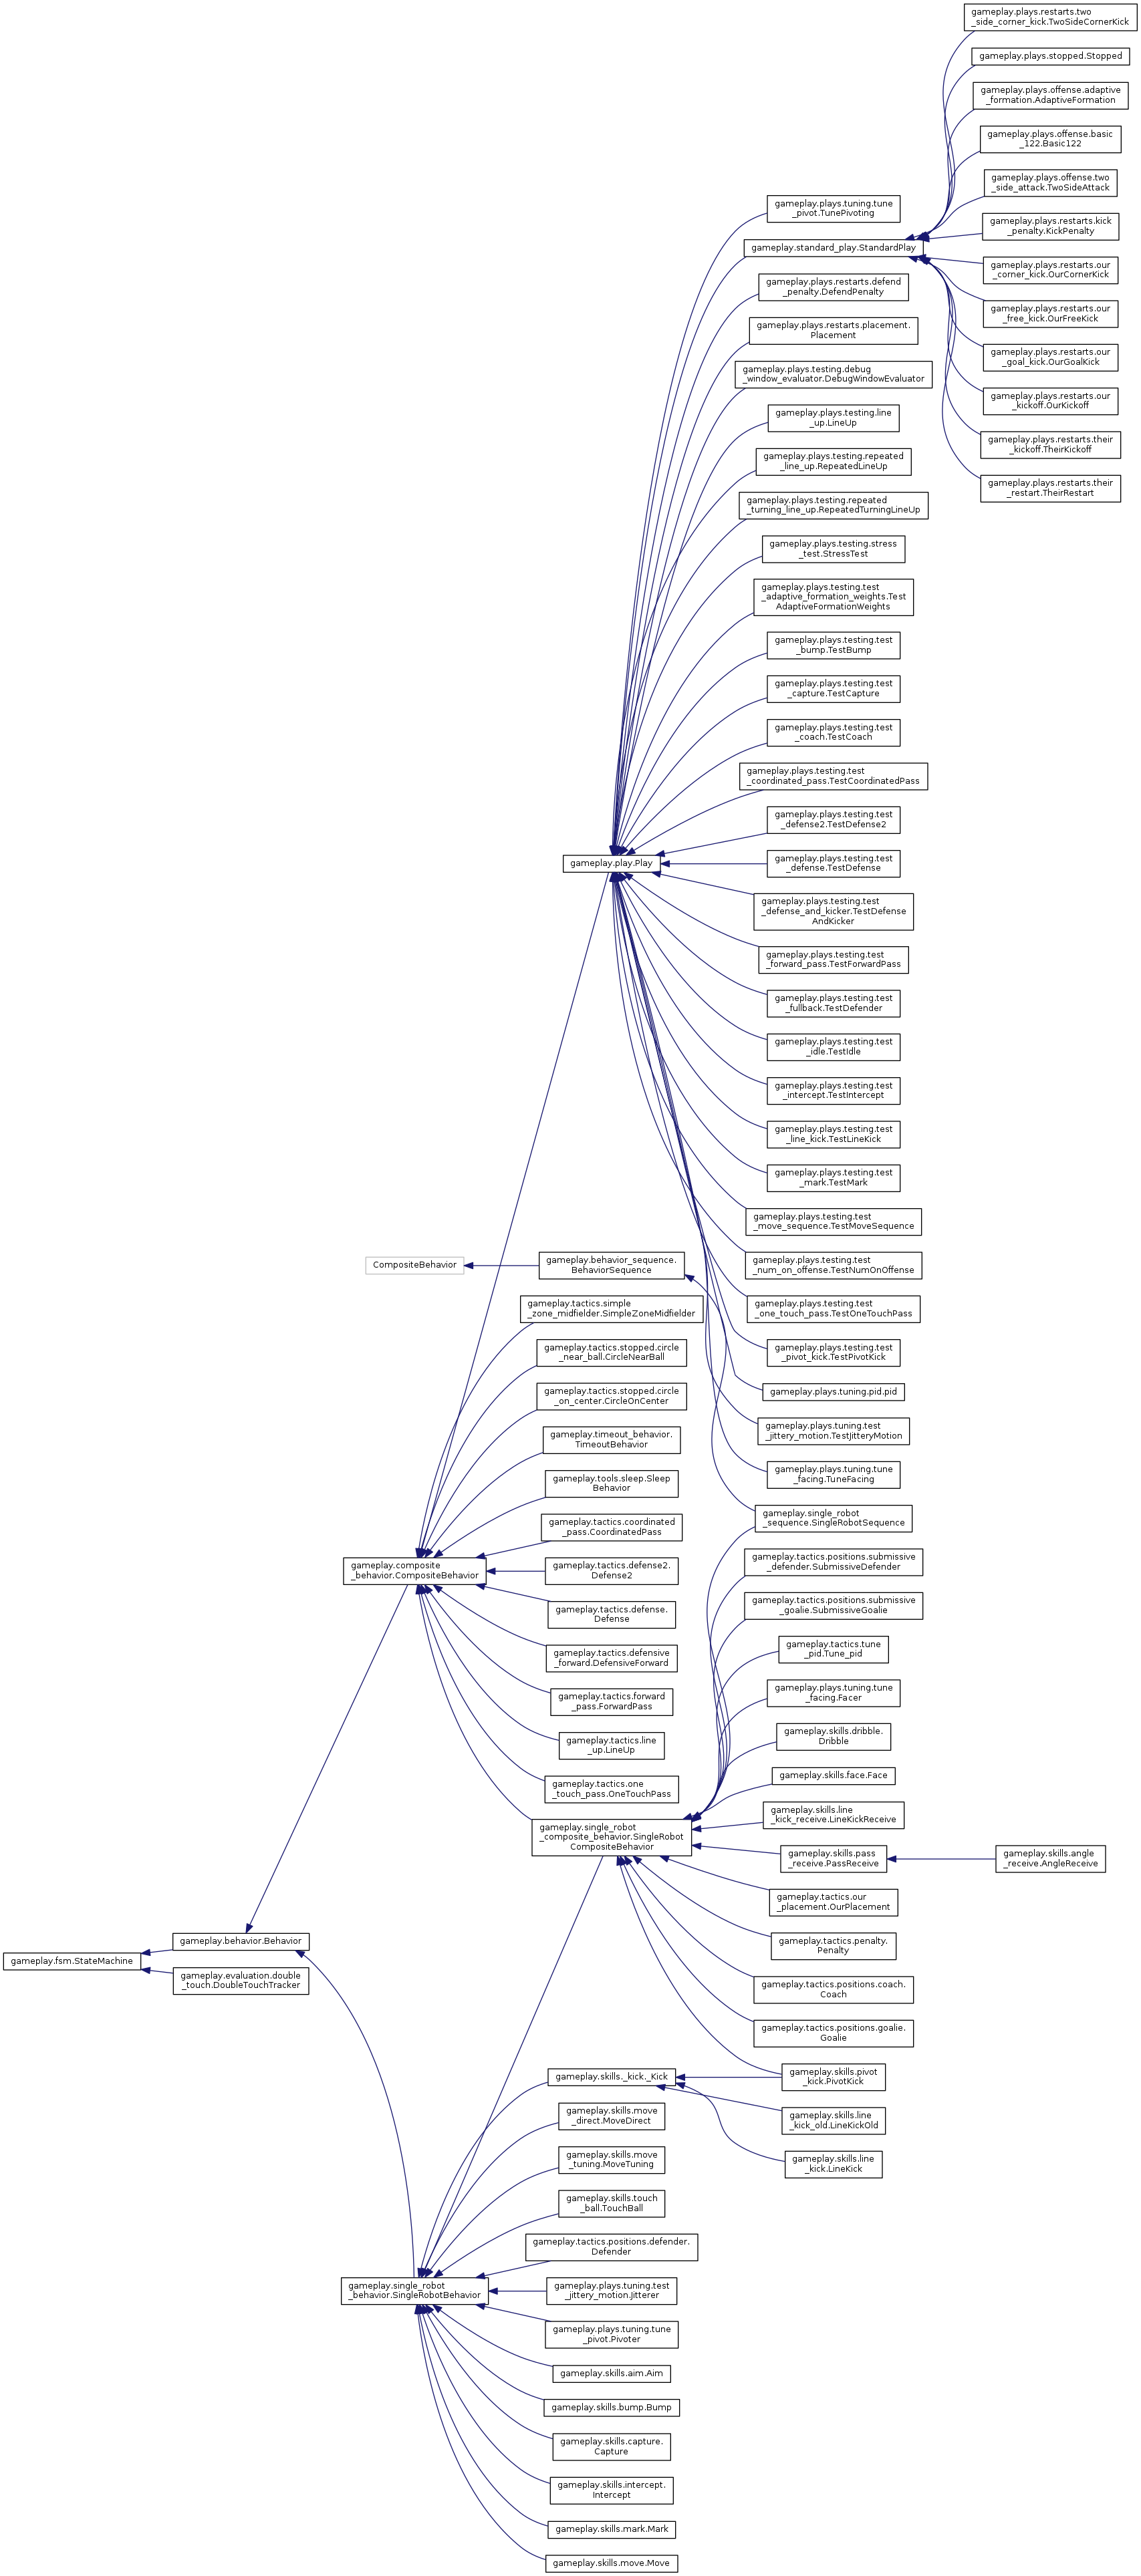 gameplay.plays.restarts.two
_side_corner_kick.TwoSideCornerKick
gameplay.plays.stopped.Stopped
gameplay.plays.offense.adaptive
_formation.AdaptiveFormation
gameplay.plays.offense.basic
_122.Basic122
gameplay.plays.offense.two
_side_attack.TwoSideAttack
gameplay.plays.restarts.kick
_penalty.KickPenalty
gameplay.plays.restarts.our
_corner_kick.OurCornerKick
gameplay.plays.restarts.our
_free_kick.OurFreeKick
gameplay.plays.restarts.our
_goal_kick.OurGoalKick
gameplay.plays.restarts.our
_kickoff.OurKickoff
gameplay.plays.restarts.their
_kickoff.TheirKickoff
gameplay.plays.restarts.their
_restart.TheirRestart
gameplay.plays.tuning.tune
_pivot.TunePivoting
gameplay.standard_play.StandardPlay
gameplay.plays.restarts.defend
_penalty.DefendPenalty
gameplay.plays.restarts.placement.
Placement
gameplay.plays.testing.debug
_window_evaluator.DebugWindowEvaluator
gameplay.plays.testing.line
_up.LineUp
gameplay.plays.testing.repeated
_line_up.RepeatedLineUp
gameplay.plays.testing.repeated
_turning_line_up.RepeatedTurningLineUp
gameplay.plays.testing.stress
_test.StressTest
gameplay.plays.testing.test
_adaptive_formation_weights.Test
AdaptiveFormationWeights
gameplay.plays.testing.test
_bump.TestBump
gameplay.plays.testing.test
_capture.TestCapture
gameplay.plays.testing.test
_coach.TestCoach
gameplay.plays.testing.test
_coordinated_pass.TestCoordinatedPass
gameplay.plays.testing.test
_defense2.TestDefense2
gameplay.play.Play
gameplay.plays.testing.test
_defense.TestDefense
gameplay.plays.testing.test
_defense_and_kicker.TestDefense
AndKicker
gameplay.plays.testing.test
_forward_pass.TestForwardPass
gameplay.plays.testing.test
_fullback.TestDefender
gameplay.plays.testing.test
_idle.TestIdle
gameplay.plays.testing.test
_intercept.TestIntercept
gameplay.plays.testing.test
_line_kick.TestLineKick
gameplay.plays.testing.test
_mark.TestMark
gameplay.plays.testing.test
_move_sequence.TestMoveSequence
gameplay.plays.testing.test
_num_on_offense.TestNumOnOffense
gameplay.plays.testing.test
_one_touch_pass.TestOneTouchPass
gameplay.plays.testing.test
_pivot_kick.TestPivotKick
gameplay.plays.tuning.pid.pid
gameplay.plays.tuning.test
_jittery_motion.TestJitteryMotion
gameplay.plays.tuning.tune
_facing.TuneFacing
CompositeBehavior
gameplay.behavior_sequence.
BehaviorSequence
gameplay.tactics.simple
_zone_midfielder.SimpleZoneMidfielder
gameplay.tactics.stopped.circle
_near_ball.CircleNearBall
gameplay.tactics.stopped.circle
_on_center.CircleOnCenter
gameplay.timeout_behavior.
TimeoutBehavior
gameplay.tools.sleep.Sleep
Behavior
gameplay.tactics.coordinated
_pass.CoordinatedPass
gameplay.composite
_behavior.CompositeBehavior
gameplay.tactics.defense2.
Defense2
gameplay.tactics.defense.
Defense
gameplay.tactics.defensive
_forward.DefensiveForward
gameplay.tactics.forward
_pass.ForwardPass
gameplay.tactics.line
_up.LineUp
gameplay.tactics.one
_touch_pass.OneTouchPass
gameplay.single_robot
_composite_behavior.SingleRobot
CompositeBehavior
gameplay.single_robot
_sequence.SingleRobotSequence
gameplay.tactics.positions.submissive
_defender.SubmissiveDefender
gameplay.tactics.positions.submissive
_goalie.SubmissiveGoalie
gameplay.tactics.tune
_pid.Tune_pid
gameplay.plays.tuning.tune
_facing.Facer
gameplay.skills.dribble.
Dribble
gameplay.skills.face.Face
gameplay.skills.line
_kick_receive.LineKickReceive
gameplay.skills.pass
_receive.PassReceive
gameplay.skills.angle
_receive.AngleReceive
gameplay.tactics.our
_placement.OurPlacement
gameplay.tactics.penalty.
Penalty
gameplay.tactics.positions.coach.
Coach
gameplay.tactics.positions.goalie.
Goalie
gameplay.behavior.Behavior
gameplay.fsm.StateMachine
gameplay.evaluation.double
_touch.DoubleTouchTracker
gameplay.skills._kick._Kick
gameplay.skills.pivot
_kick.PivotKick
gameplay.skills.line
_kick_old.LineKickOld
gameplay.skills.line
_kick.LineKick
gameplay.skills.move
_direct.MoveDirect
gameplay.skills.move
_tuning.MoveTuning
gameplay.skills.touch
_ball.TouchBall
gameplay.tactics.positions.defender.
Defender
gameplay.single_robot
_behavior.SingleRobotBehavior
gameplay.plays.tuning.test
_jittery_motion.Jitterer
gameplay.plays.tuning.tune
_pivot.Pivoter
gameplay.skills.aim.Aim
gameplay.skills.bump.Bump
gameplay.skills.capture.
Capture
gameplay.skills.intercept.
Intercept
gameplay.skills.mark.Mark
gameplay.skills.move.Move